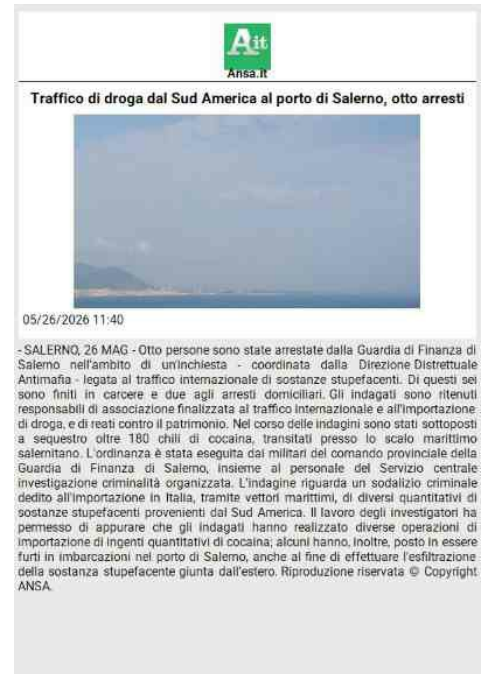 Ait
Ansa.it
Traffico di droga dal Sud America al porto di Salerno, otto arresti
05/26/2026 11:40
- SALERNO, 26 MAG - Otto persone sono state arrestate dalla Guardia di Finanza di
Salerno nell'ambito di un'inchiesta - coordinata dalla Direzione Distrettuale
Antimafia - legata al traffico internazionale di sostanze stupefacenti. Di questi sei
sono finiti in carcere e due agli arresti domiciliari. Gli indagati sono ritenuti
responsabili di associazione finalizzata al traffico internazionale e all'importazione
di droga, e di reati contro il patrimonio. Nel corso delle indagini sono stati sottoposti
a sequestro oltre 180 chili di cocaina, transitati presso lo scalo marittimo
salernitano. L'ordinanza è stata eseguita dai militari del comando provinciale della
Guardia di Finanza di Salerno, insieme al personale del Servizio centrale
investigazione criminalità organizzata. L'indagine riguarda un sodalizio criminale
dedito all'importazione in Italia, tramite vettori marittimi, di diversi quantitativi di
sostanze stupefacenti provenienti dal Sud America. Il lavoro degli investigatori ha
permesso di appurare che gli indagati hanno realizzato diverse operazioni di
importazione di ingenti quantitativi di cocaina; alcuni hanno, inoltre, posto in essere
furti in imbarcazioni nel porto di Salerno, anche al fine di effettuare l'esfiltrazione
della sostanza stupefacente giunta dall'estero. Riproduzione riservata © Copyright
ANSA.